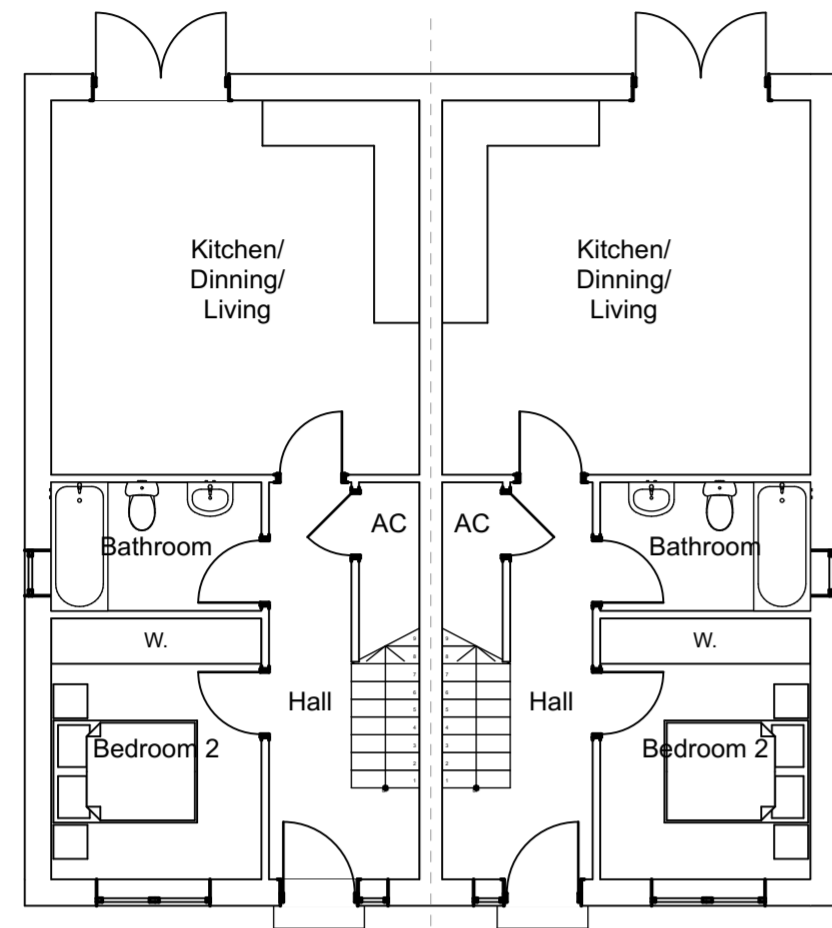 Kitchen/
Dinning/
Living
Kitchen/
Dinning/
Living
AC
AC
Bathroom
Bathroom
W.
W.
Hall
Hall
Bedroom 2
Bedroom 2